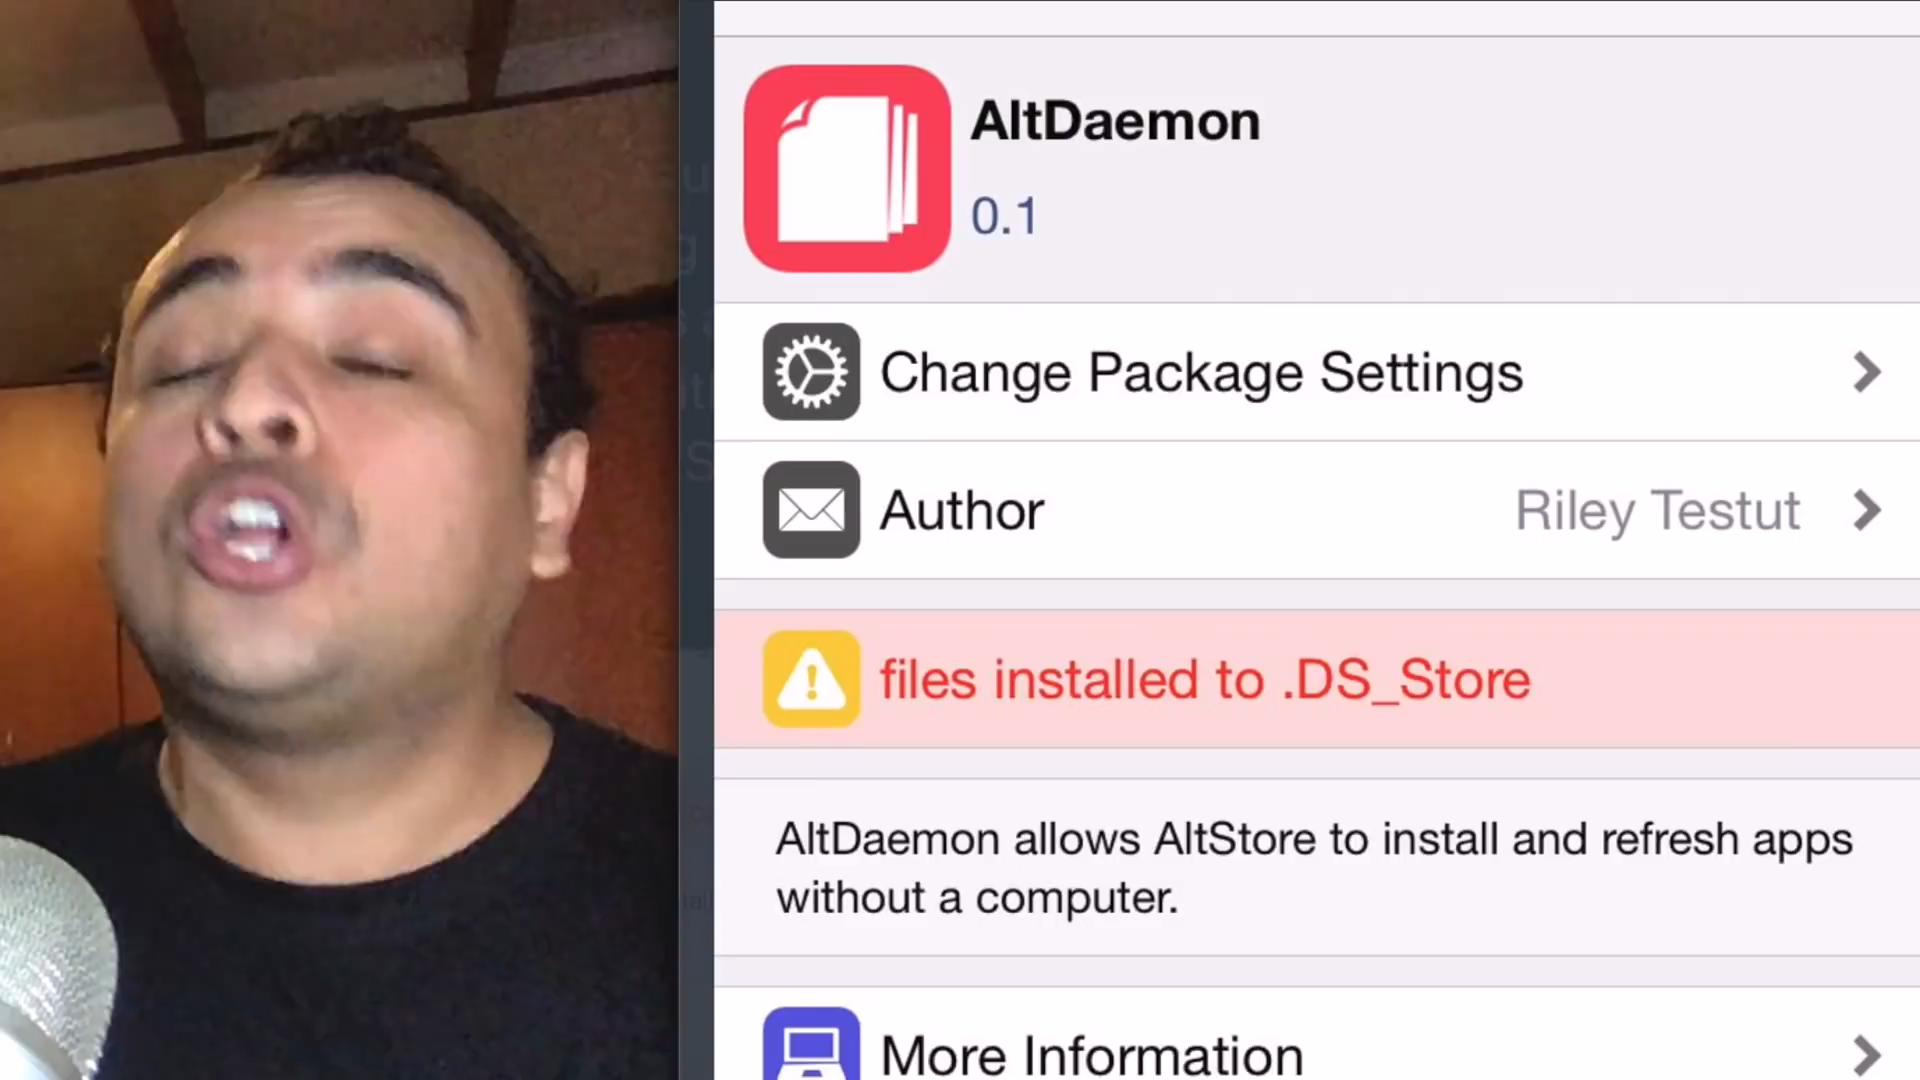 AltDaemon
0.1
Change Package Settings
Author Riley Testut
files installed to .DS_Store
AltDaemon allows AltStore to install and refresh apps
without a computer.
More Information